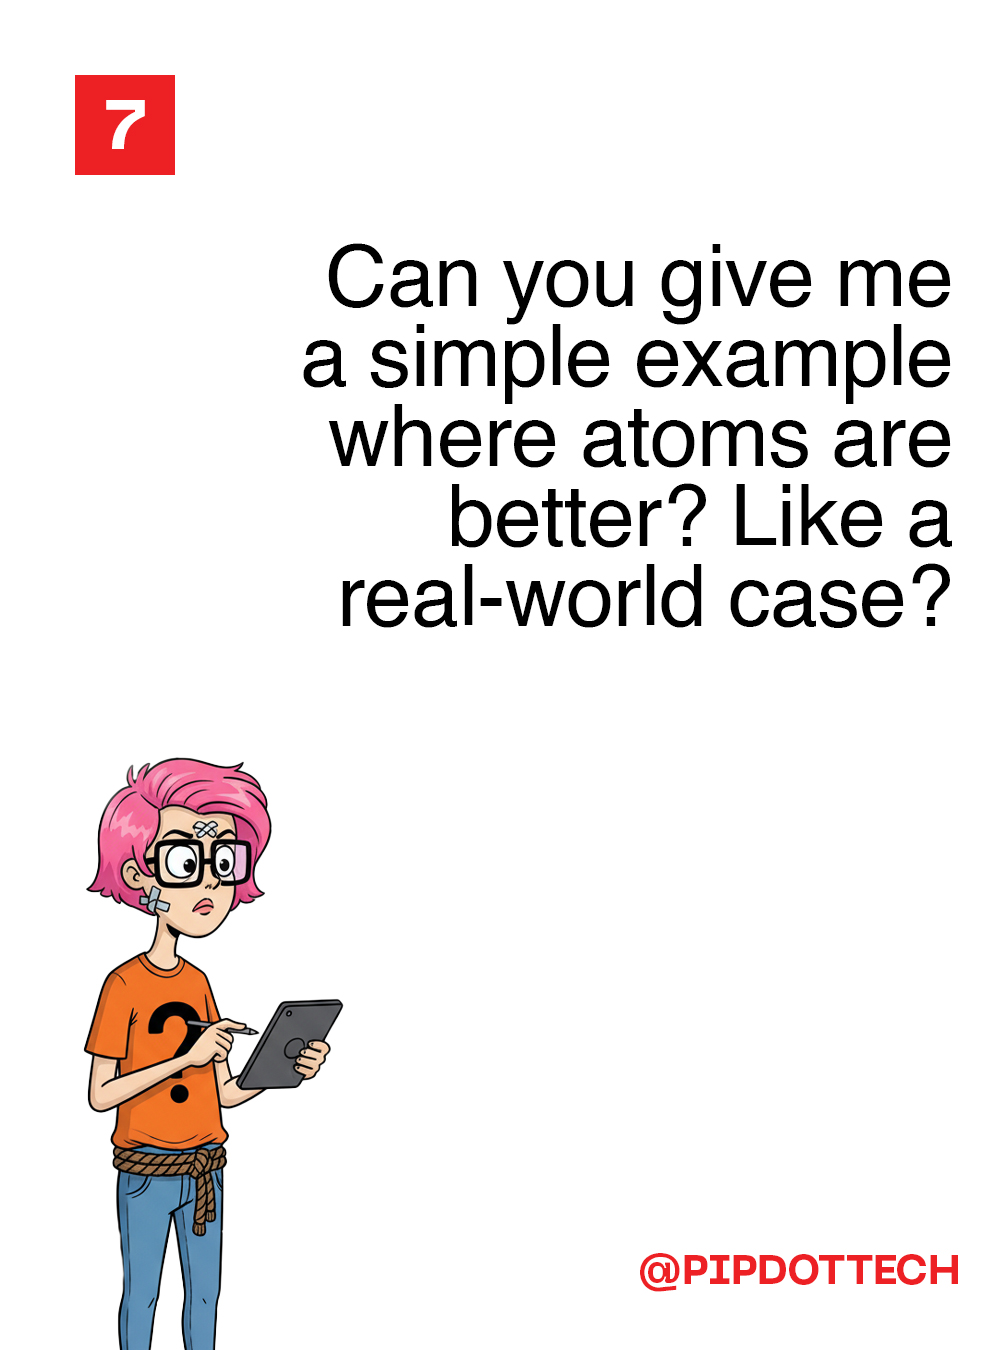 7
Can you give me
a simple example
where atoms are
better? Like a
real-world case?
?
@PIPDOTTECH